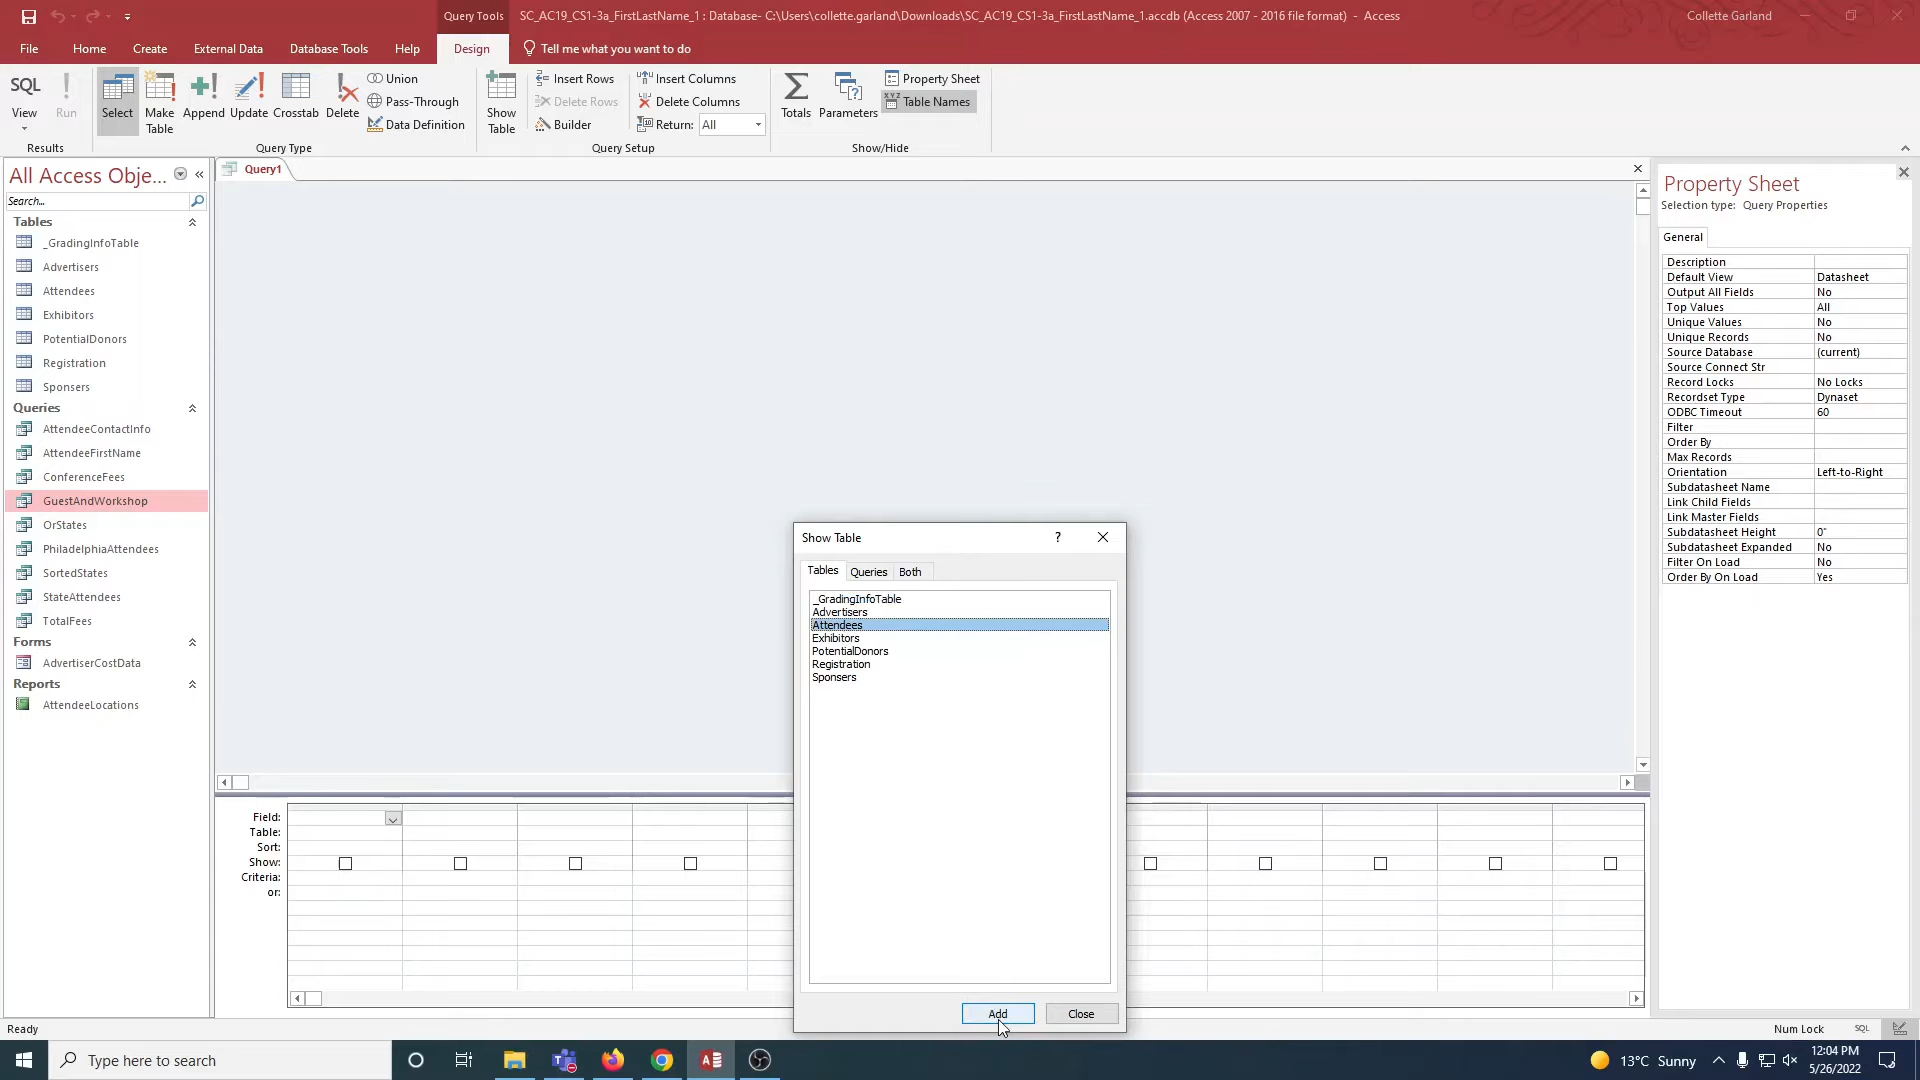 Query Tools
SC_AC19_CS1-3a_FirstLastName_1 : Database- C:\Users\collette.garland\Downloads\SC_AC19_CS1-3a_FirstLastName_1.accdb (Access 2007 - 2016 file format) - Access
Collette Garland
File Home Create External Data Database Tools Help Design Tell me what you want to do
SQL
View
Run
Results
Select
Make
Table
Append
Update
Crosstab
Delete
Union
Pass-Through
Data Definition
Query Type
Show
Table
Insert Rows
Delete Rows
Builder
Insert Columns
Delete Columns
Return: All
Query Setup
Totals
Parameters
Property Sheet
XYZ Table Names
Show/Hide
All Access Obje...
Search...
Tables
_GradingInfoTable
Advertisers
Attendees
Exhibitors
PotentialDonors
Registration
Sponsers
Queries
AttendeeContactInfo
AttendeeFirstName
ConferenceFees
GuestAndWorkshop
OrStates
PhiladelphiaAttendees
SortedStates
StateAttendees
TotalFees
Forms
AdvertiserCostData
Reports
AttendeeLocations
Query1
Show Table
?
Tables Queries Both
_GradingInfoTable
Advertisers
Attendees
Exhibitors
PotentialDonors
Registration
Sponsers
Add Close
Field:
Table:
Sort:
Show:
Criteria:
or:
Property Sheet
Selection type: Query Properties
General
Description
Default View Datasheet
Output All Fields No
Top Values All
Unique Values No
Unique Records No
Source Database (current)
Source Connect Str
Record Locks No Locks
Recordset Type Dynaset
ODBC Timeout 60
Filter
Order By
Max Records
Orientation Left-to-Right
Subdatasheet Name
Link Child Fields
Link Master Fields
Subdatasheet Height 0"
Subdatasheet Expanded No
Filter On Load No
Order By On Load Yes
Ready
Num Lock SQL
Type here to search
13°C Sunny
12:04 PM
5/26/2022